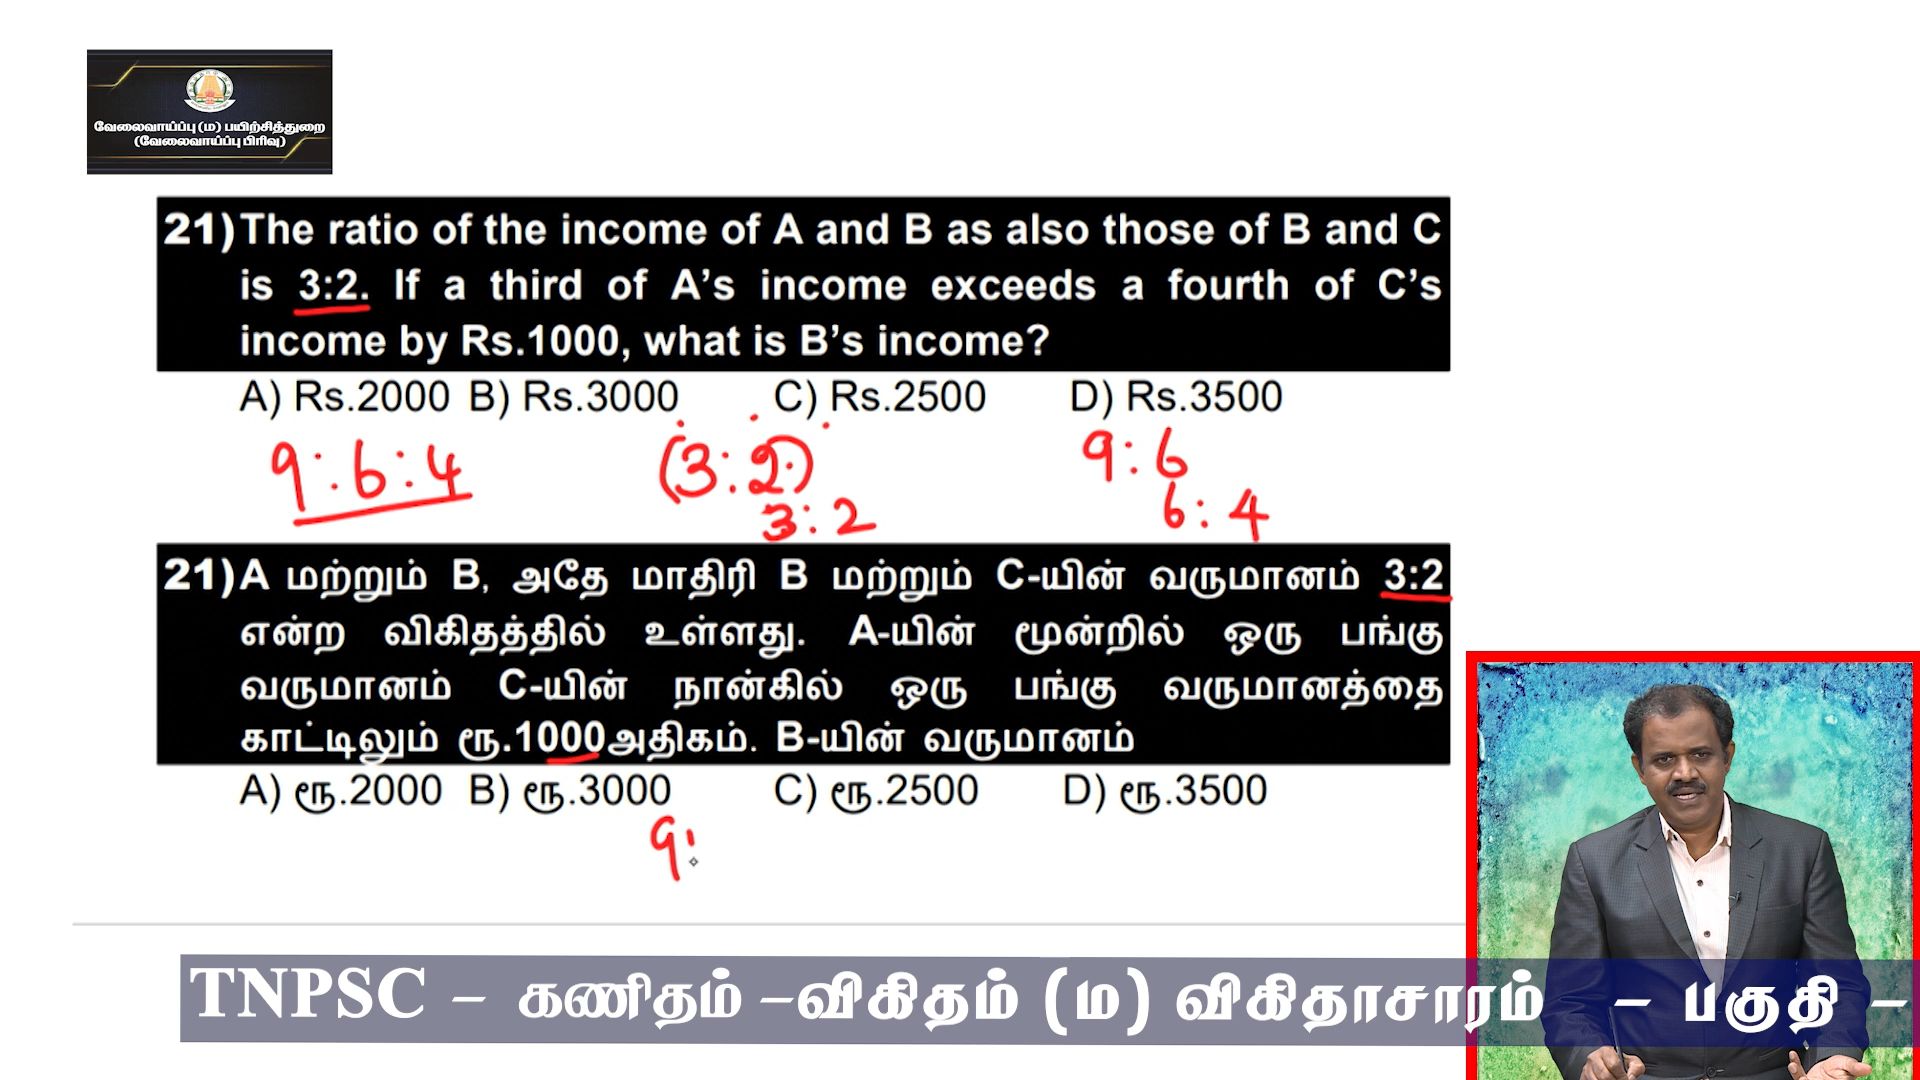 வேலைவாய்ப்பு (ம) பயிற்சித்துறை
(வேலைவாய்ப்பு பிரிவு)
21) The ratio of the income of A and B as also those of B and C
is 3:2. If a third of A's income exceeds a fourth of C's
income by Rs.1000, what is B's income?
A) Rs.2000 B) Rs.3000 C) Rs.2500 D) Rs.3500
9:6:4 (3:2) 9:6
3:2 6:4
21) A மற்றும் B, அதே மாதிரி B மற்றும் C-யின் வருமானம் 3:2
என்ற விகிதத்தில் உள்ளது. A-யின் மூன்றில் ஒரு பங்கு
வருமானம் C-யின் நான்கில் ஒரு பங்கு வருமானத்தை
காட்டிலும் ரூ.1000அதிகம். B-யின் வருமானம்
A) ரூ.2000 B) ரூ.3000 C) ரூ.2500 D) ரூ.3500
9:
TNPSC – கணிதம் –விகிதம் (ம) விகிதாசாரம் – பகுதி –